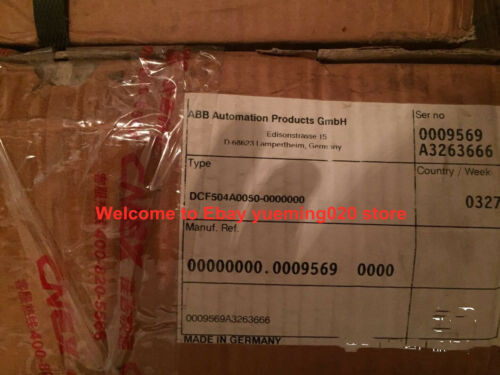 ABB Automation Products GmbH
Edisonstrasse 15
D-68623 Lampertheim, Germany
Ser no
0009569
A3263666
Type
DCF504A0050-0000000
Country / Week
0327
Welcome to Ebay yueming020 store
Manuf. Ref.
00000000.0009569 0000
0009569A3263666
MADE IN GERMANY